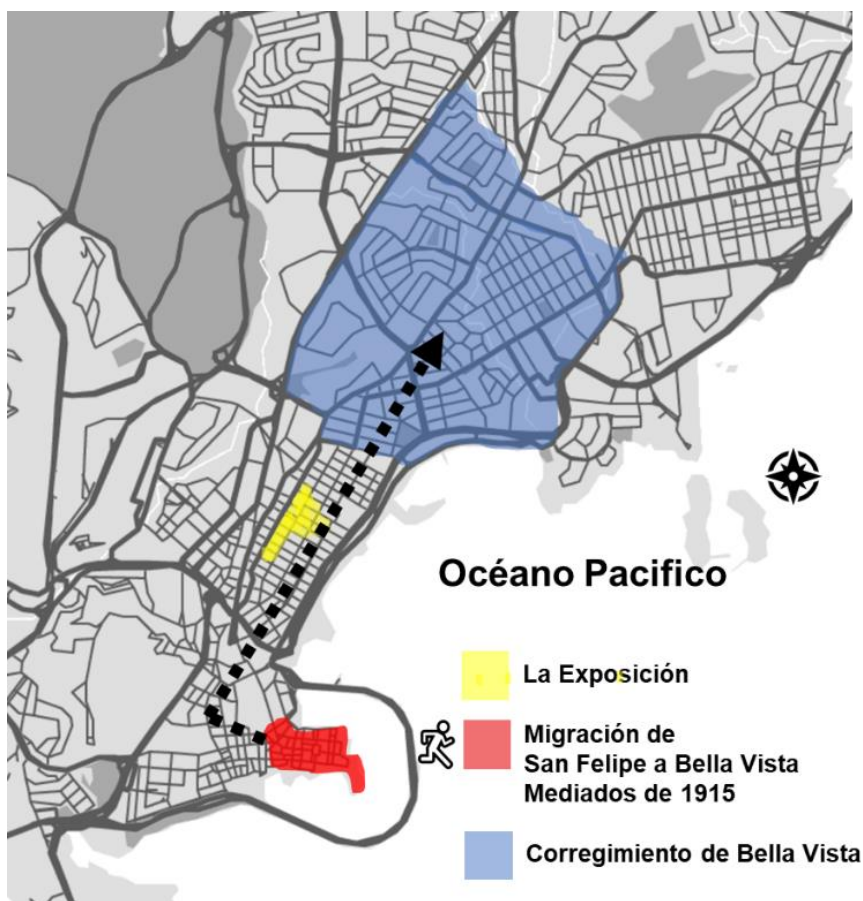 Océano Pacifico
La Exposición
Migración de
San Felipe a Bella Vista
Mediados de 1915
Corregimiento de Bella Vista